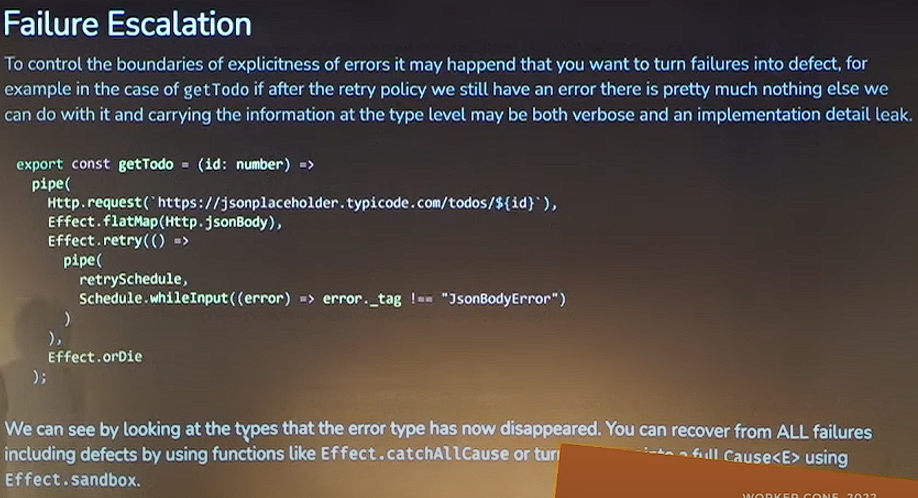 Failure Escalation
To control the boundaries of explicitness of errors it may happend that you want to turn failures into defect, for
example in the case of getTodo if after the retry policy we still have an error there is pretty much nothing else we
can do with it and carrying the information at the type level may be both verbose and an implementation detail leak.
export const getTodo = (id: number) =>
pipe(
Http.request(`https://jsonplaceholder.typicode.com/todos/${id}`),
Effect.flatMap(Http.jsonBody),
Effect.retry(() =>
pipe(
retrySchedule,
Schedule.whileInput((error) => error._tag !== "JsonBodyError")
)
),
Effect.orDie
);
We can see by looking at the types that the error type has now disappeared. You can recover from ALL failures
including defects by using functions like Effect.catchAllCause or full Cause<E> using
Effect.sandbox.